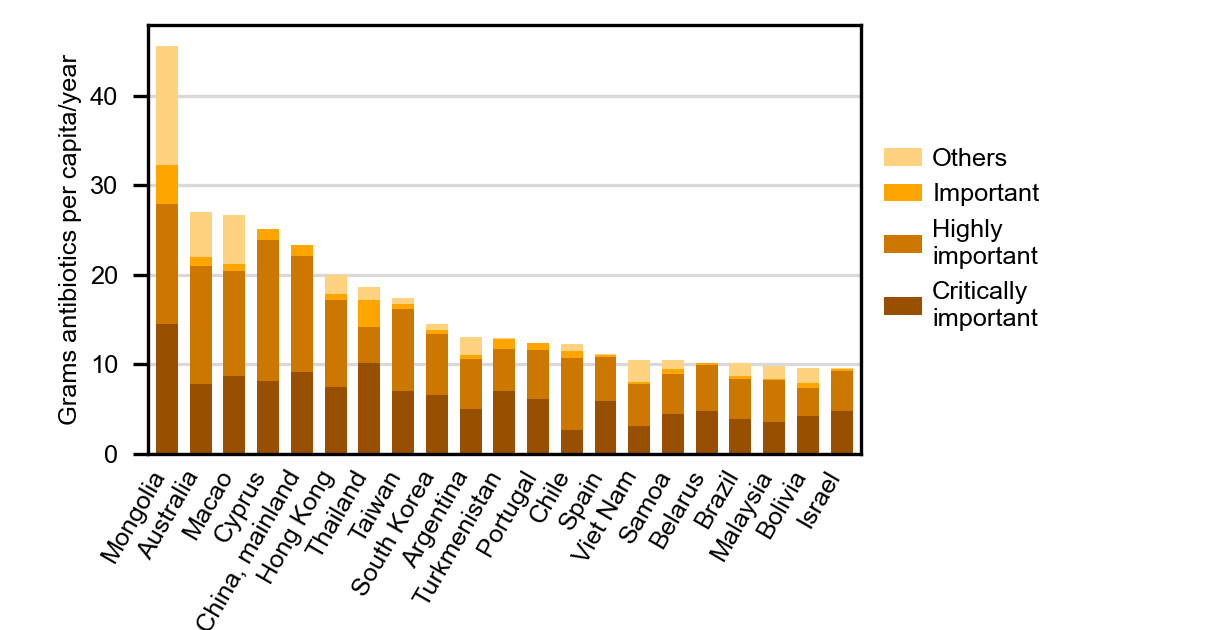 Grams antibiotics per capita/year
40
30
20
10
0
Mongolia
Australia
Macao
Cyprus
China, mainland
Hong Kong
Thailand
Taiwan
South Korea
Argentina
Turkmenistan
Portugal
Chile
Spain
Viet Nam
Samoa
Belarus
Brazil
Malaysia
Bolivia
Israel
Others
Important
Highly
important
Critically
important